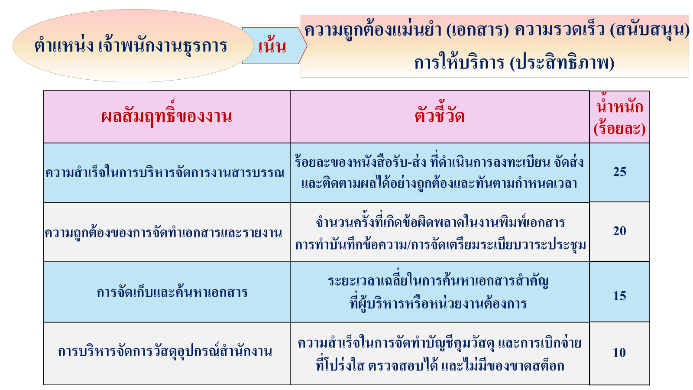 ตำแหน่ง เจ้าพนักงานธุรการ
เน้น
ความถูกต้องแม่นยำ (เอกสาร) ความรวดเร็ว (สนับสนุน)
การให้บริการ (ประสิทธิภาพ)
ผลสัมฤทธิ์ของงาน
ตัวชี้วัด
น้ำหนัก
(ร้อยละ)
ความสำเร็จในการบริหารจัดการงานสารบรรณ
ร้อยละของหนังสือรับ-ส่ง ที่ดำเนินการลงทะเบียน จัดส่ง
และติดตามผลได้อย่างถูกต้องและทันตามกำหนดเวลา
25
ความถูกต้องของการจัดทำเอกสารและรายงาน
จำนวนครั้งที่เกิดข้อผิดพลาดในงานพิมพ์เอกสาร
การทำบันทึกข้อความ/การจัดเตรียมระเบียบวาระประชุม
20
การจัดเก็บและค้นหาเอกสาร
ระยะเวลาเฉลี่ยในการค้นหาเอกสารสำคัญ
ที่ผู้บริหารหรือหน่วยงานต้องการ
15
การบริหารจัดการวัสดุอุปกรณ์สำนักงาน
ความสำเร็จในการจัดทำบัญชีคุมวัสดุ และการเบิกจ่าย
ที่โปร่งใส ตรวจสอบได้ และไม่มีของขาดสต็อก
10